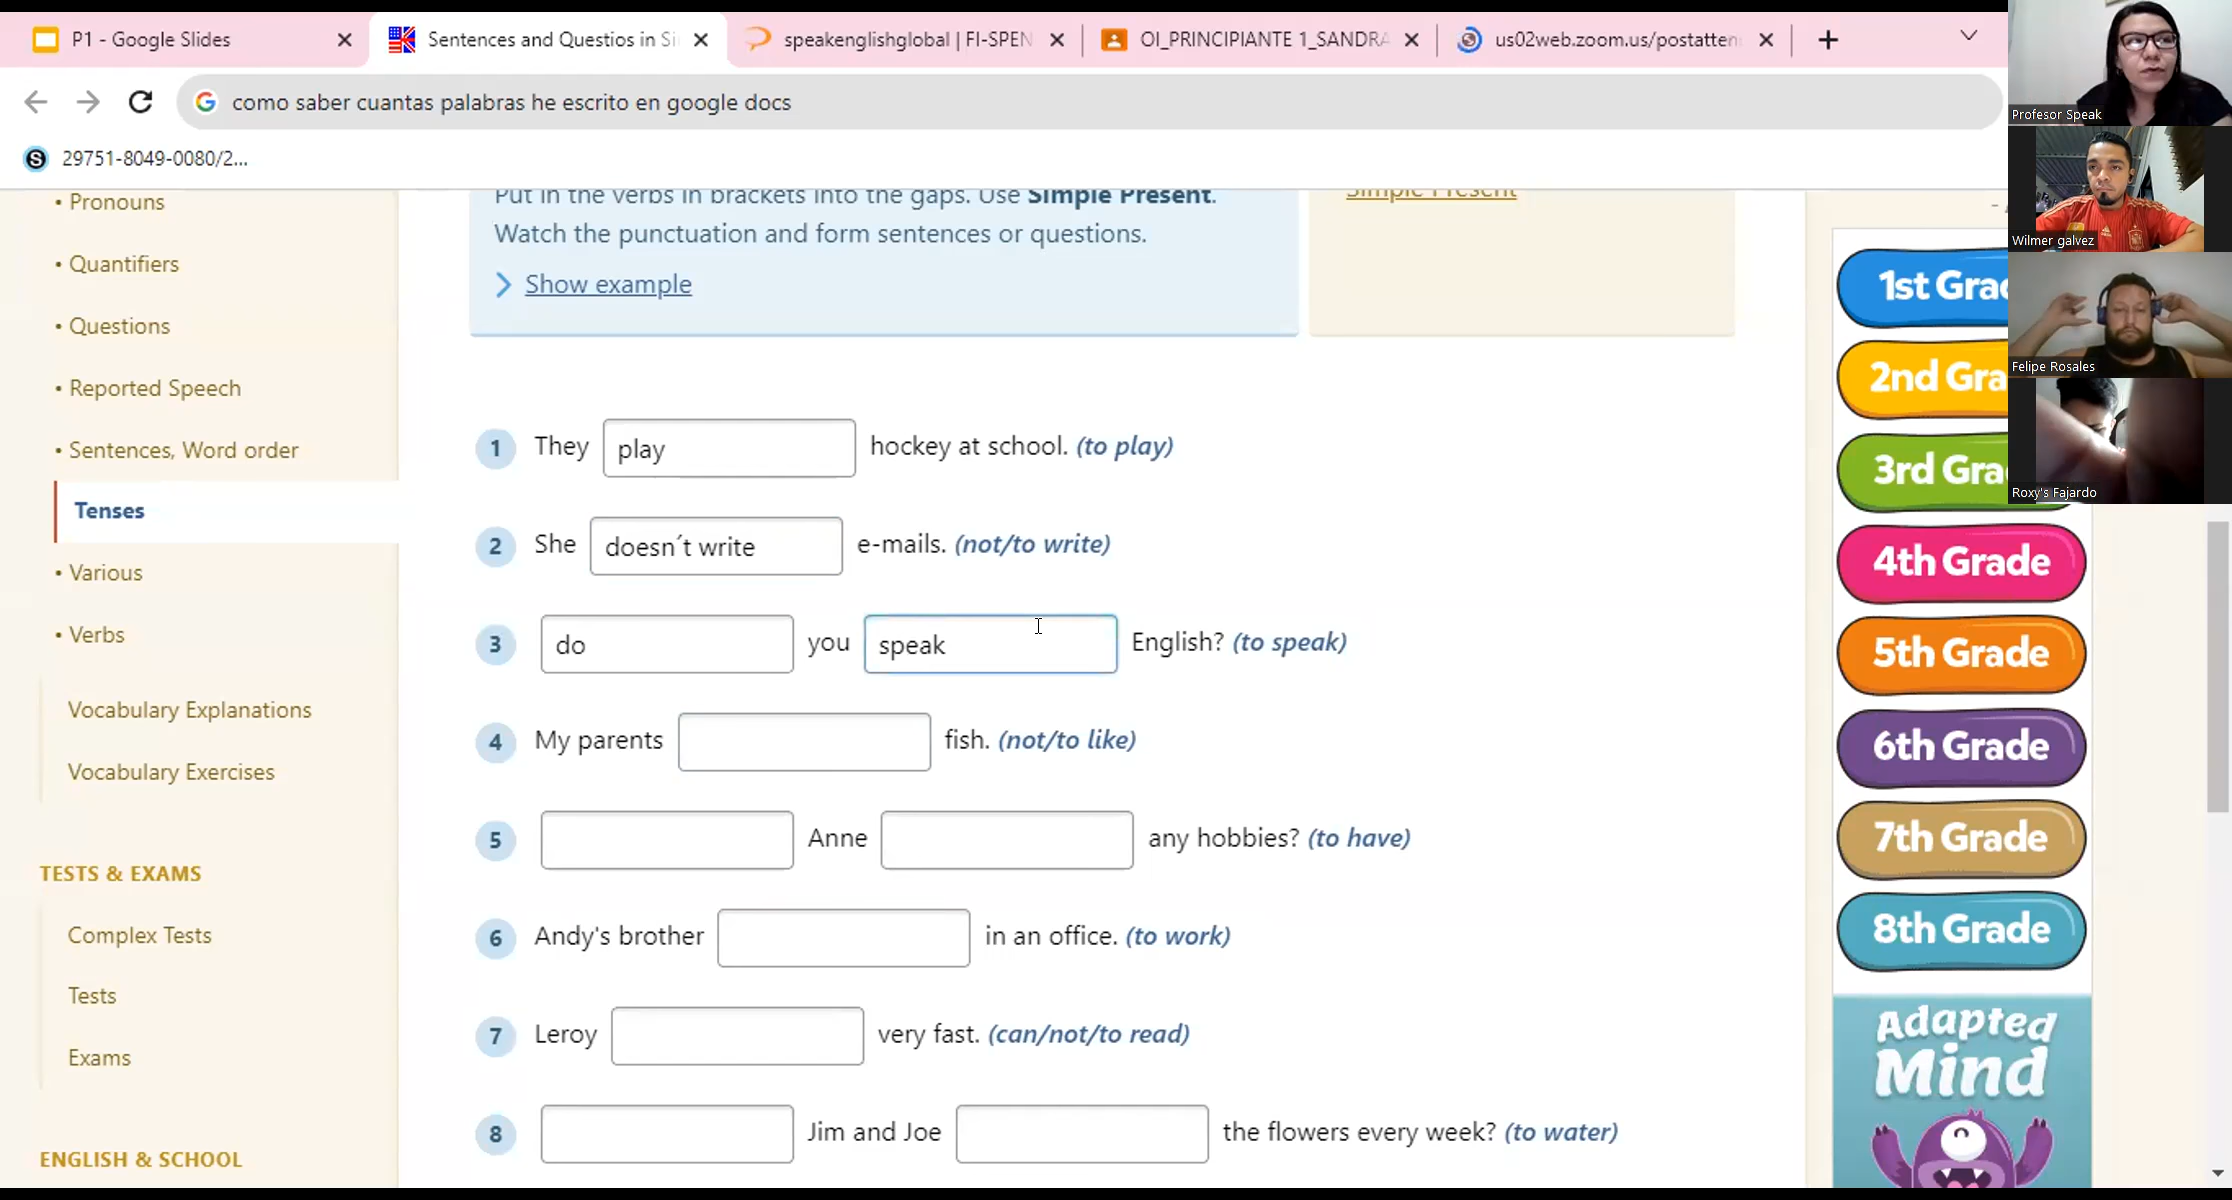 P1 - Google Slides
Sentences and Questios in Si
speakenglishglobal | FI-SPEN
OI_PRINCIPIANTE 1_SANDRA
us02web.zoom.us/postatten
como saber cuantas palabras he escrito en google docs
29751-8049-0080/2...
Profesor Speak
Wilmer galvez
Felipe Rosales
Roxy's Fajardo
• Pronouns
• Quantifiers
• Questions
• Reported Speech
• Sentences, Word order
Tenses
• Various
• Verbs
Vocabulary Explanations
Vocabulary Exercises
TESTS & EXAMS
Complex Tests
Tests
Exams
ENGLISH & SCHOOL
Put in the verbs in brackets into the gaps. Use Simple Present.
Watch the punctuation and form sentences or questions.
Show example
Simple Present
1 They play hockey at school. (to play)
2 She doesn´t write e-mails. (not/to write)
3 do you speak English? (to speak)
4 My parents fish. (not/to like)
5 Anne any hobbies? (to have)
6 Andy's brother in an office. (to work)
7 Leroy very fast. (can/not/to read)
8 Jim and Joe the flowers every week? (to water)
1st Grad
2nd Gra
3rd Gra
4th Grade
5th Grade
6th Grade
7th Grade
8th Grade
Adapted
Mind